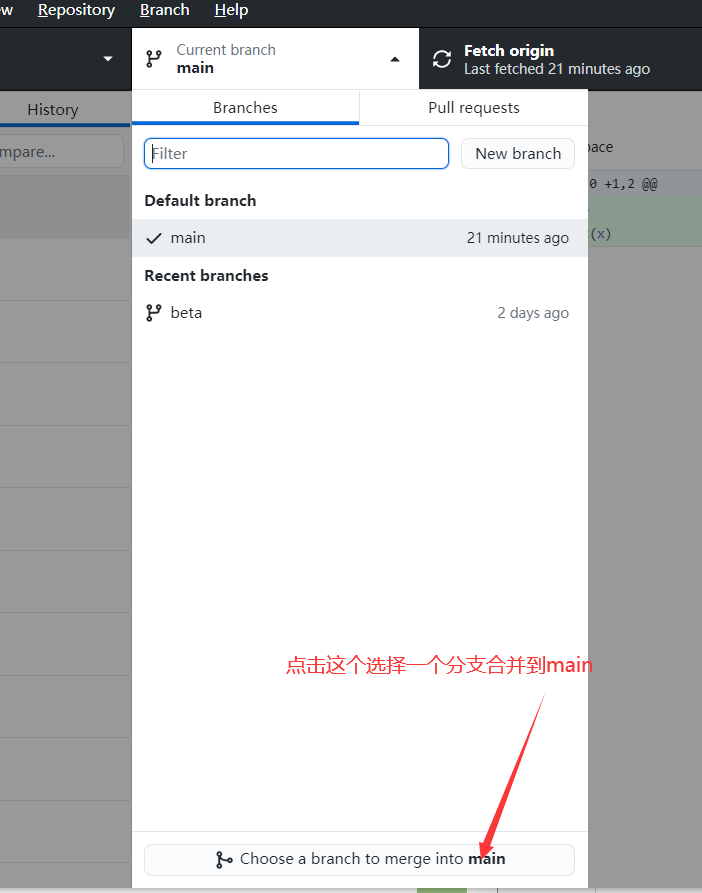 Repository Branch Help
Current branch
main
Fetch origin
Last fetched 21 minutes ago
History
Branches
Pull requests
Filter
New branch
0 +1,2 @@
(x)
Default branch
main
21 minutes ago
Recent branches
beta
2 days ago
点击这个选择一个分支合并到main
Choose a branch to merge into main